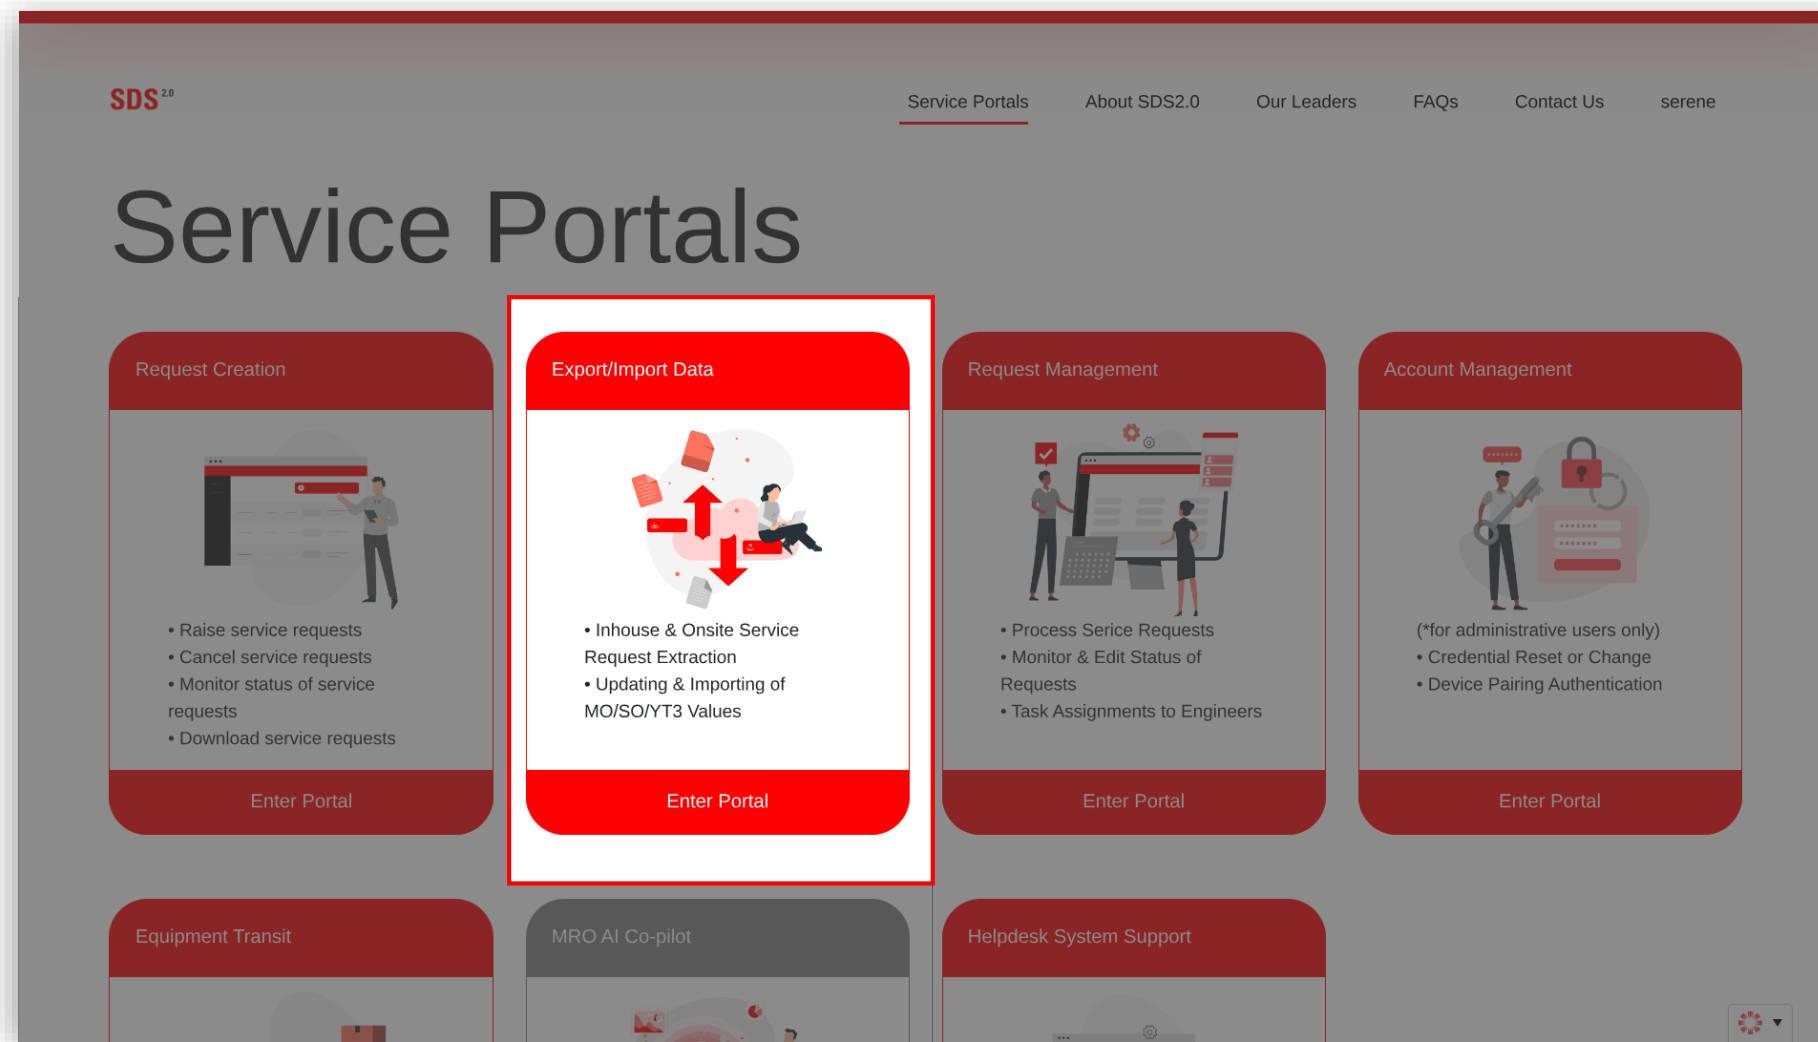 SDS 2.0
Service Portals
About SDS2.0
Our Leaders
FAQs
Contact Us
serene
Service Portals
Request Creation
• Raise service requests
• Cancel service requests
• Monitor status of service
requests
• Download service requests
Enter Portal
Export/Import Data
• Inhouse & Onsite Service
Request Extraction
• Updating & Importing of
MO/SO/YT3 Values
Enter Portal
Request Management
• Process Serice Requests
• Monitor & Edit Status of
Requests
• Task Assignments to Engineers
Enter Portal
Account Management
(*for administrative users only)
• Credential Reset or Change
• Device Pairing Authentication
Enter Portal
Equipment Transit
MRO AI Co-pilot
Helpdesk System Support